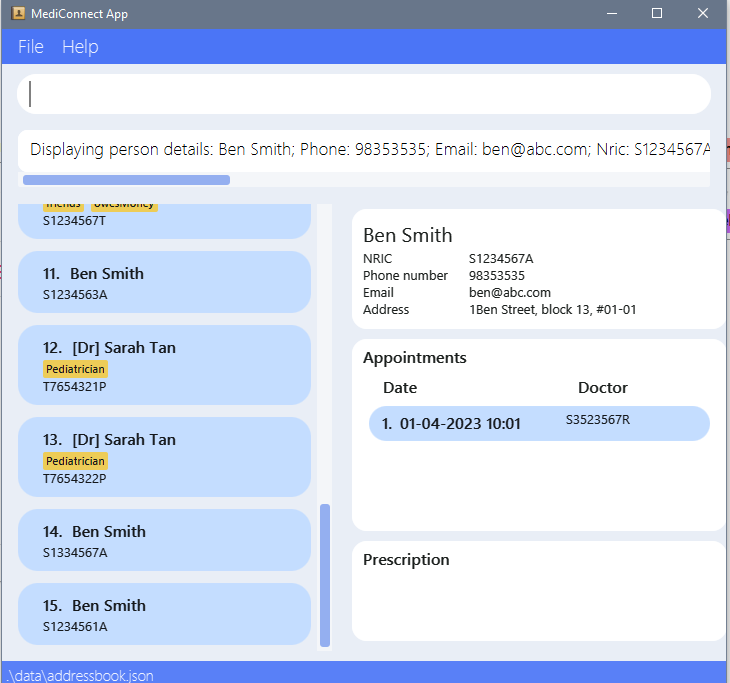 MediConnect App
File Help
Displaying person details: Ben Smith; Phone: 98353535; Email: ben@abc.com; Nric: S1234567A
friends owesMoney
S1234567T
11. Ben Smith
S1234563A
12. [Dr] Sarah Tan
Pediatrician
T7654321P
13. [Dr] Sarah Tan
Pediatrician
T7654322P
14. Ben Smith
S1334567A
15. Ben Smith
S1234561A
Ben Smith
NRIC S1234567A
Phone number 98353535
Email ben@abc.com
Address 1Ben Street, block 13, #01-01
Appointments
Date Doctor
1. 01-04-2023 10:01 S3523567R
Prescription
.\data\addressbook.json